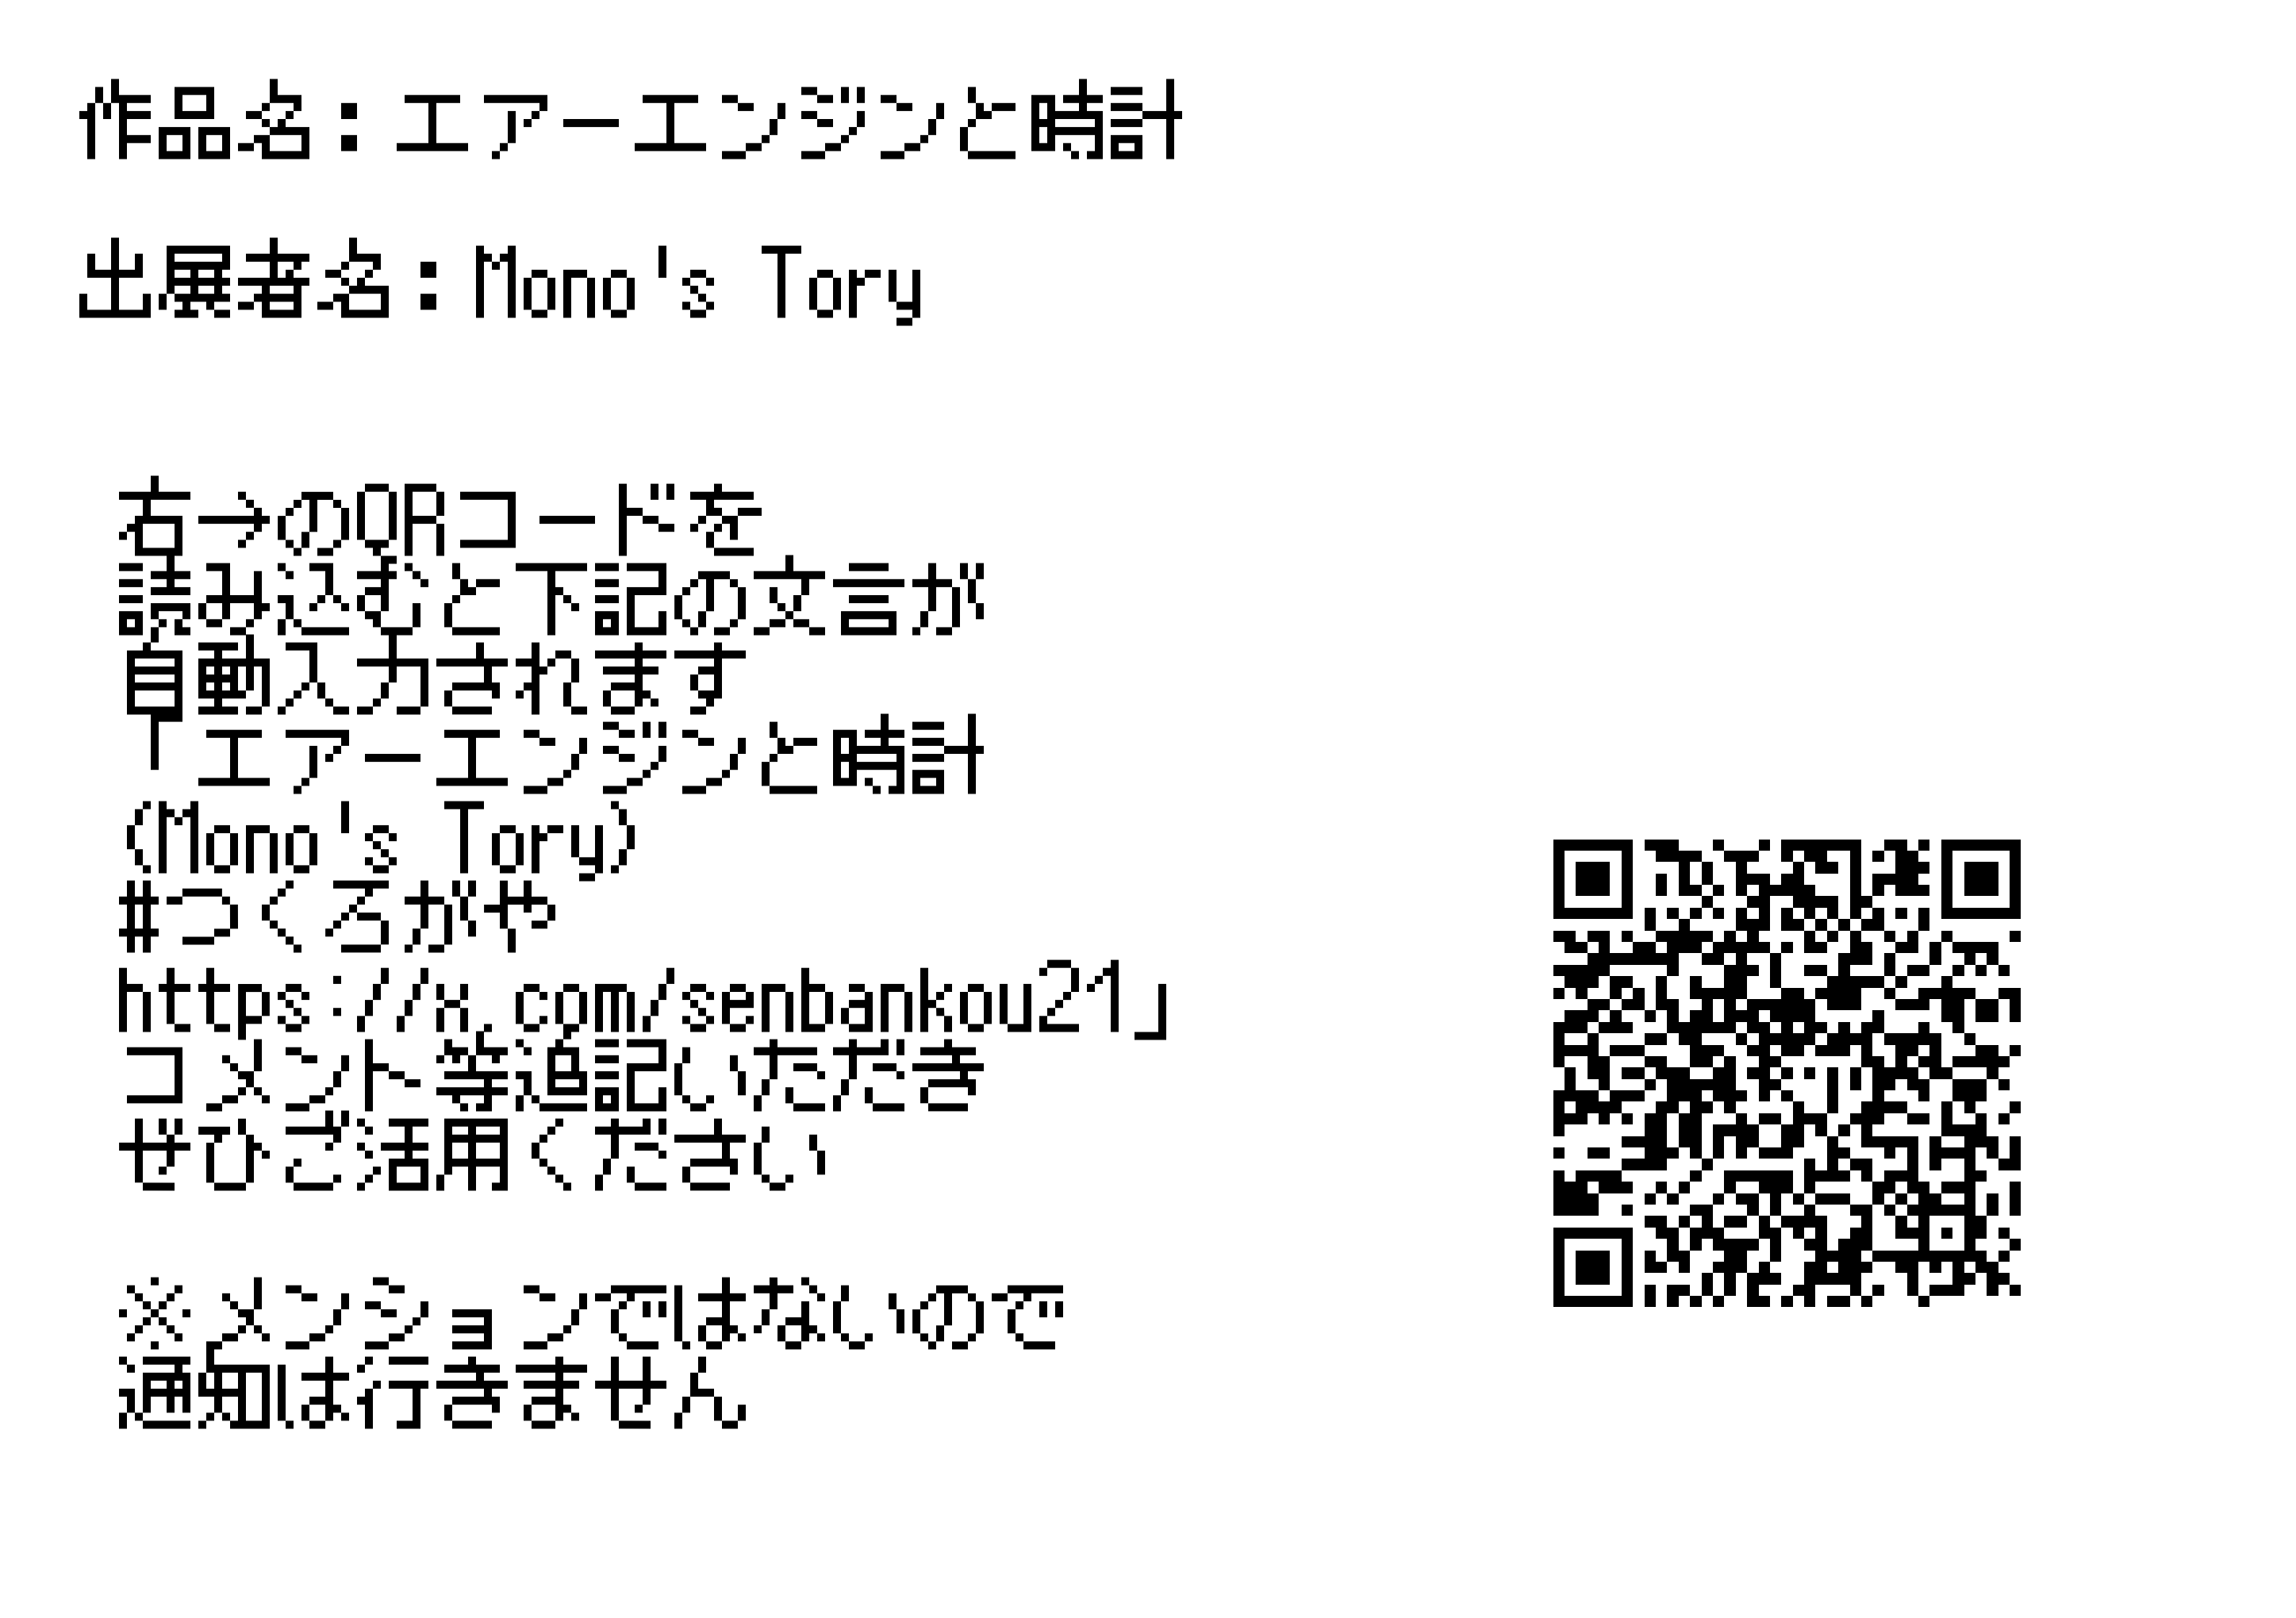 作品名：エアーエンジンと時計
出展者名：Mono's Tory
右→のQRコードを
読み込むと下記の文言が
自動入力されます
「エアーエンジンと時計
(Mono's Tory)
#つくろがや
https://x.com/senbankou21」
コメント等追記いただき
ぜひご活用ください
※メンションではないので
通知は行きません